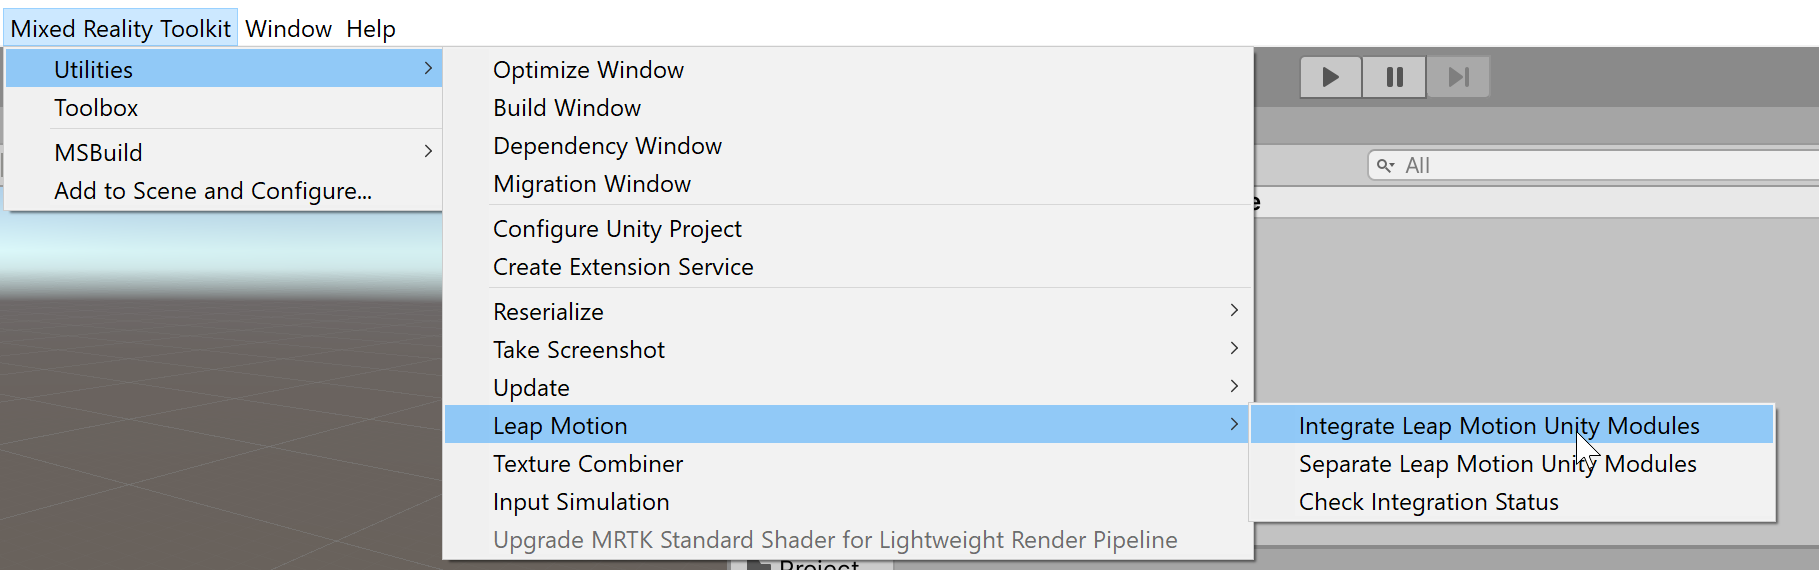 Mixed Reality Toolkit Window Help
Utilities
Toolbox
MSBuild
Add to Scene and Configure...
Optimize Window
Build Window
Dependency Window
Migration Window
Configure Unity Project
Create Extension Service
Reserialize
Take Screenshot
Update
Leap Motion
Texture Combiner
Input Simulation
Upgrade MRTK Standard Shader for Lightweight Render Pipeline
Integrate Leap Motion Unity Modules
Separate Leap Motion Unity Modules
Check Integration Status
All
Project